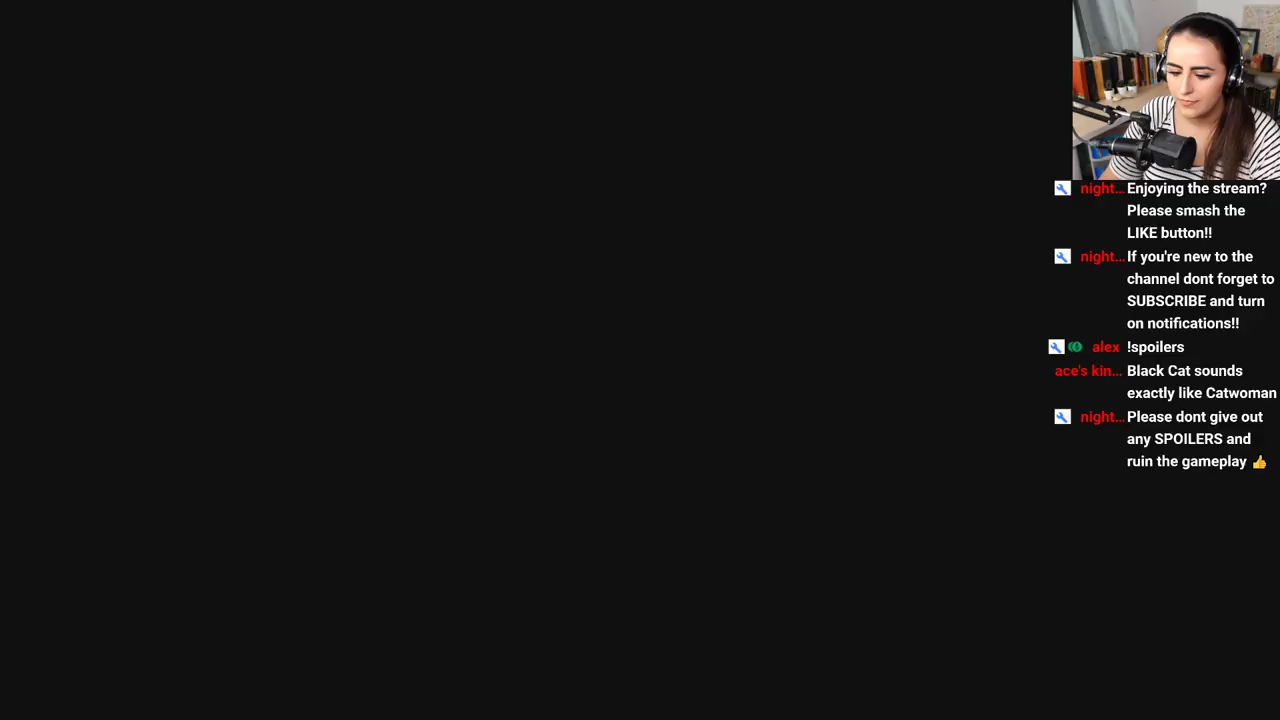 night... Enjoying the stream?
Please smash the
LIKE button!!
night... If you're new to the
channel dont forget to
SUBSCRIBE and turn
on notifications!!
alex !spoilers
ace's kin... Black Cat sounds
exactly like Catwoman
night... Please dont give out
any SPOILERS and
ruin the gameplay 👍